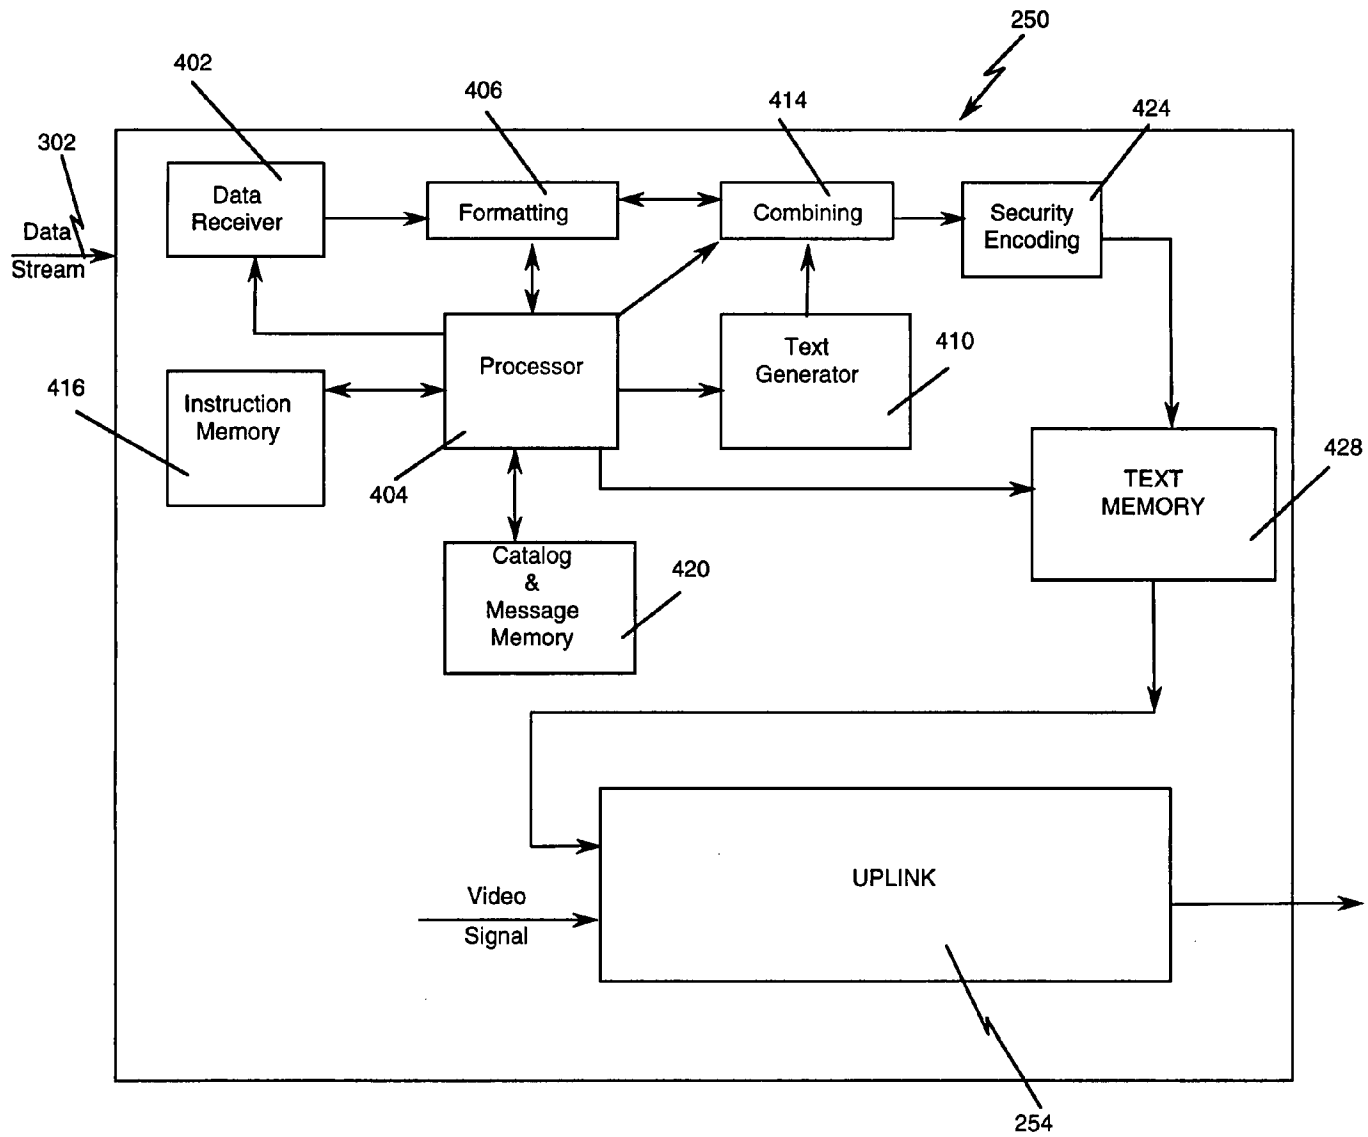 250
402
406
414
424
302
Data
Receiver
Formatting
Combining
Security
Encoding
Data
Stream
Processor
Text
Generator
410
416
Instruction
Memory
404
TEXT
MEMORY
428
Catalog
&
Message
Memory
420
UPLINK
Video
Signal
254